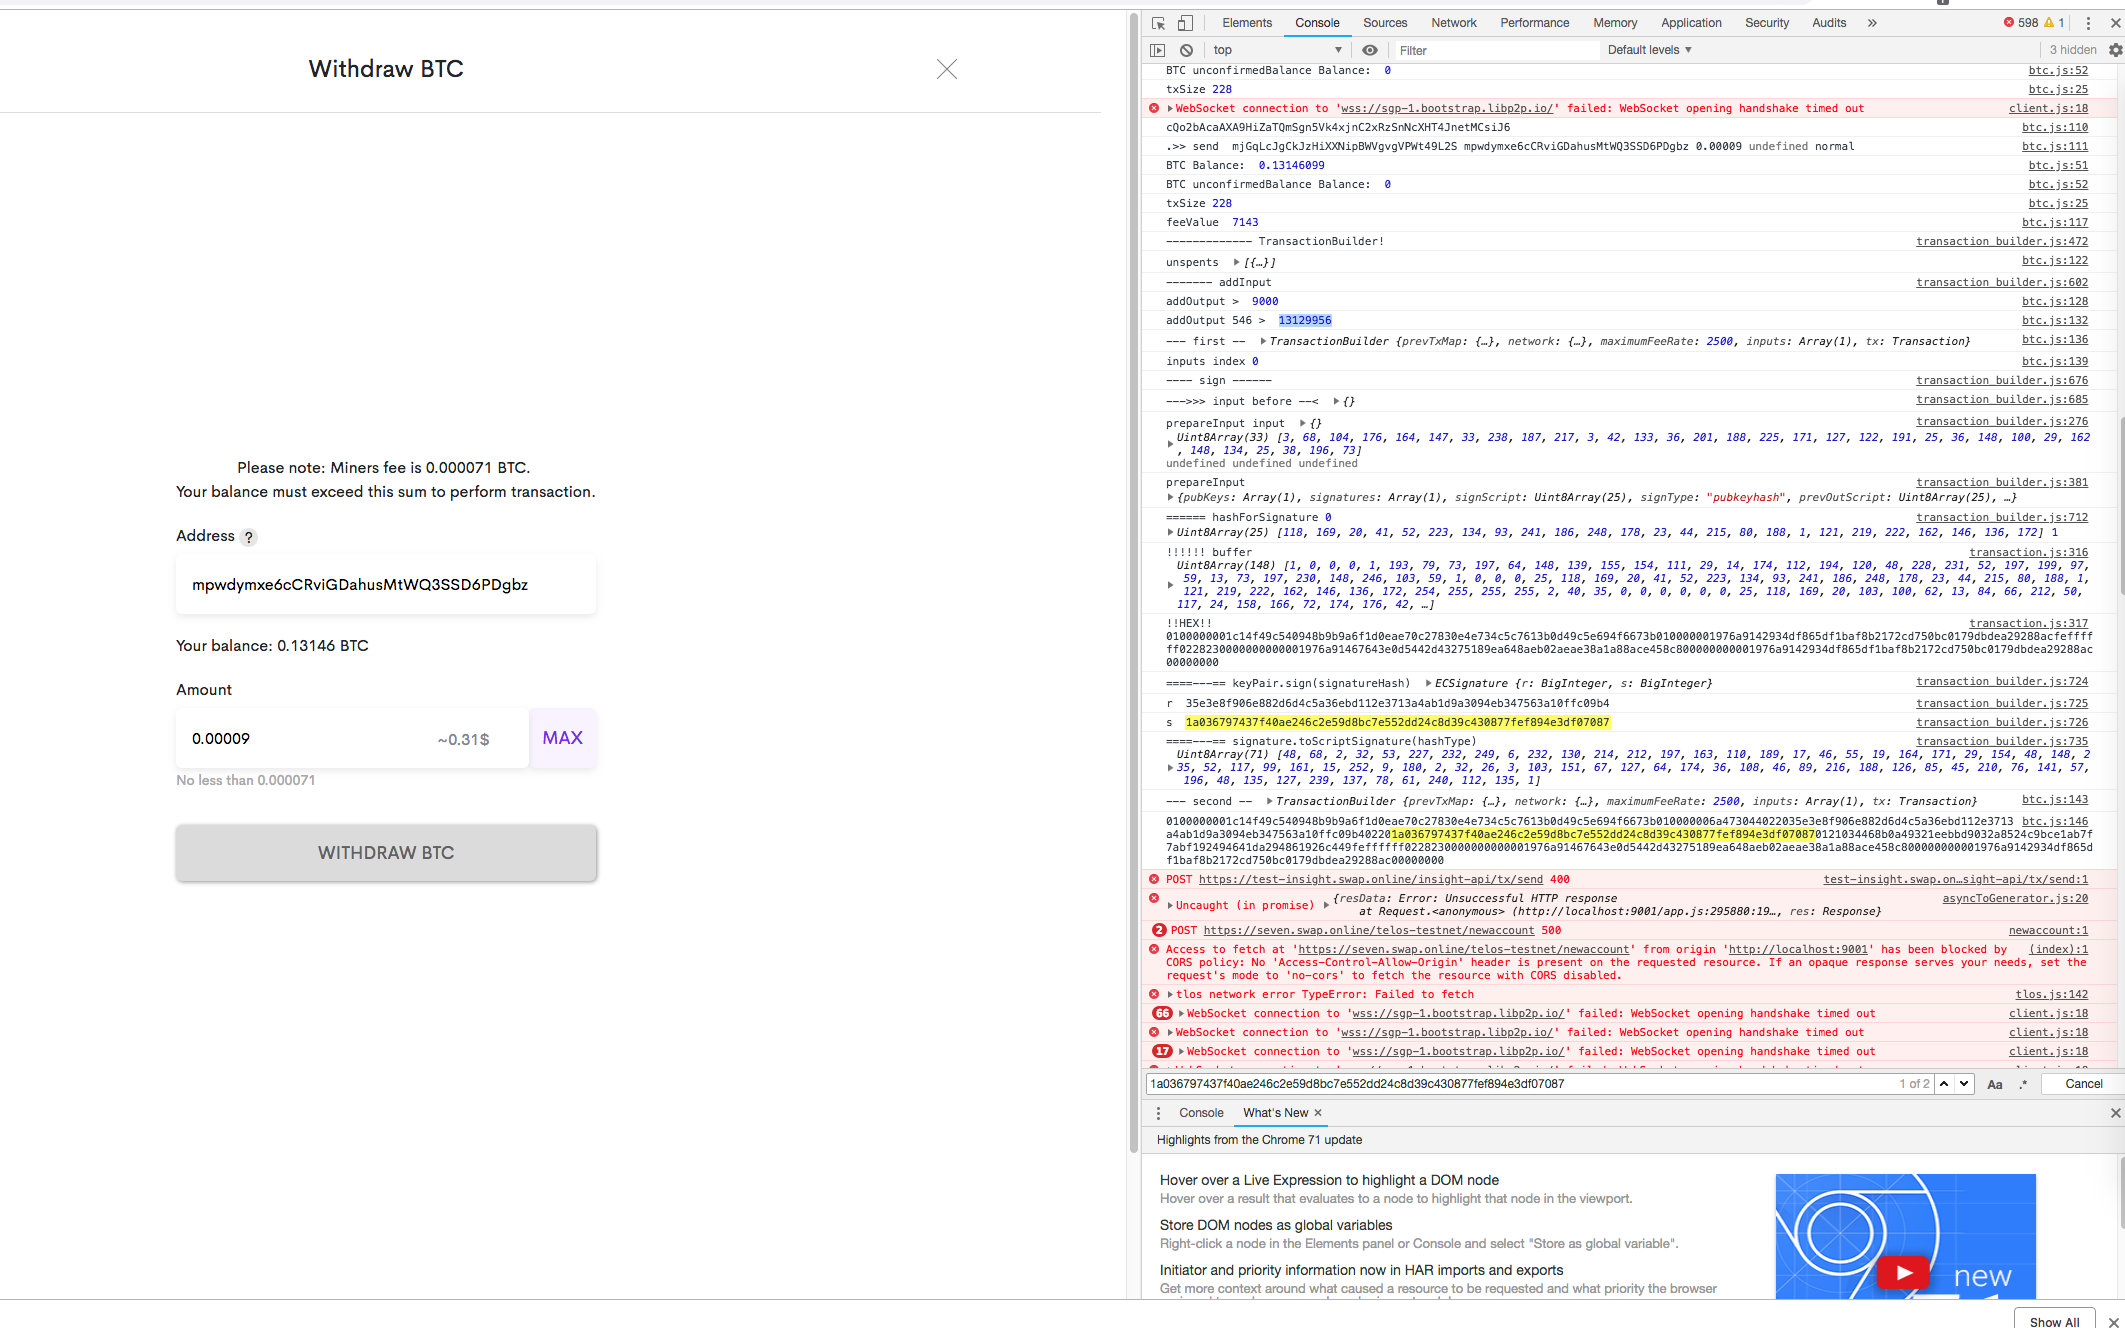 Withdraw BTC
Please note: Miners fee is 0.000071 BTC.
Your balance must exceed this sum to perform transaction.
Address ?
mpwdymxe6cCRviGDahusMtWQ3SSD6PDgbz
Your balance: 0.13146 BTC
Amount
0.00009 ~0.31$ MAX
No less than 0.000071
WITHDRAW BTC
Elements Console Sources Network Performance Memory Application Security Audits » 598 1
top Filter Default levels ▼ 3 hidden
BTC unconfirmedBalance Balance: 0 btc.js:52
txSize 228 btc.js:25
WebSocket connection to 'wss://sgp-1.bootstrap.libp2p.io/' failed: WebSocket opening handshake timed out client.js:18
cQo2bAcaAXA9HiZaTQmSgn5Vk4xjnC2xRzSnNcXHT4JnetMCsiJ6 btc.js:110
.>> send mjGqLcJgCkJzHiXXNipBWVgvgVPWt49L2S mpwdymxe6cCRviGDahusMtWQ3SSD6PDgbz 0.00009 undefined normal btc.js:111
BTC Balance: 0.13146099 btc.js:51
BTC unconfirmedBalance Balance: 0 btc.js:52
txSize 228 btc.js:25
feeValue 7143 btc.js:117
------------- TransactionBuilder! transaction_builder.js:472
unspents ▶[{…}] btc.js:122
------- addInput transaction_builder.js:602
addOutput > 9000 btc.js:128
addOutput 546 > 13129956 btc.js:132
--- first -- ▶TransactionBuilder {prevTxMap: {…}, network: {…}, maximumFeeRate: 2500, inputs: Array(1), tx: Transaction} btc.js:136
inputs index 0 btc.js:139
---- sign ------ transaction_builder.js:676
--->>> input before --< ▶{} transaction_builder.js:685
prepareInput input ▶{} transaction_builder.js:276
▶Uint8Array(33) [3, 68, 104, 176, 164, 147, 33, 238, 187, 217, 3, 42, 133, 36, 201, 188, 225, 171, 127, 122, 191, 25, 36, 148, 100, 29, 162
, 148, 134, 25, 38, 196, 73]
undefined undefined undefined
prepareInput transaction_builder.js:381
▶{pubKeys: Array(1), signatures: Array(1), signScript: Uint8Array(25), signType: "pubkeyhash", prevOutScript: Uint8Array(25), …}
====== hashForSignature 0 transaction_builder.js:712
▶Uint8Array(25) [118, 169, 20, 41, 52, 223, 134, 93, 241, 186, 248, 178, 23, 44, 215, 80, 188, 1, 121, 219, 222, 162, 146, 136, 172] 1
!!!!!! buffer transaction.js:316
Uint8Array(148) [1, 0, 0, 0, 1, 193, 79, 73, 197, 64, 148, 139, 155, 154, 111, 29, 14, 174, 112, 194, 120, 48, 228, 231, 52, 197, 199, 97,
▶59, 13, 73, 197, 230, 148, 246, 103, 59, 1, 0, 0, 0, 25, 118, 169, 20, 41, 52, 223, 134, 93, 241, 186, 248, 178, 23, 44, 215, 80, 188, 1,
121, 219, 222, 162, 146, 136, 172, 254, 255, 255, 255, 2, 40, 35, 0, 0, 0, 0, 0, 0, 25, 118, 169, 20, 103, 100, 62, 13, 84, 66, 212, 50,
117, 24, 158, 166, 72, 174, 176, 42, …]
!!HEX!! transaction.js:317
0100000001c14f49c540948b9b9a6f1d0eae70c27830e4e734c5c7613b0d49c5e694f6673b010000001976a9142934df865df1baf8b2172cd750bc0179dbdea29288acfeffff
ff0228230000000000001976a91467643e0d5442d43275189ea648aeb02aeae38a1a88ace458c800000000001976a9142934df865df1baf8b2172cd750bc0179dbdea29288ac
00000000
====---== keyPair.sign(signatureHash) ▶ECSignature {r: BigInteger, s: BigInteger} transaction_builder.js:724
r 35e3e8f906e882d6d4c5a36ebd112e3713a4ab1d9a3094eb347563a10ffc09b4 transaction_builder.js:725
s 1a036797437f40ae246c2e59d8bc7e552dd24c8d39c430877fef894e3df07087 transaction_builder.js:726
====---== signature.toScriptSignature(hashType) transaction_builder.js:735
Uint8Array(71) [48, 68, 2, 32, 53, 227, 232, 249, 6, 232, 130, 214, 212, 197, 163, 110, 189, 17, 46, 55, 19, 164, 171, 29, 154, 48, 148, 2
▶35, 52, 117, 99, 161, 15, 252, 9, 180, 2, 32, 26, 3, 103, 151, 67, 127, 64, 174, 36, 108, 46, 89, 216, 188, 126, 85, 45, 210, 76, 141, 57,
196, 48, 135, 127, 239, 137, 78, 61, 240, 112, 135, 1]
--- second -- ▶TransactionBuilder {prevTxMap: {…}, network: {…}, maximumFeeRate: 2500, inputs: Array(1), tx: Transaction} btc.js:143
0100000001c14f49c540948b9b9a6f1d0eae70c27830e4e734c5c7613b0d49c5e694f6673b010000006a473044022035e3e8f906e882d6d4c5a36ebd112e3713 btc.js:146
a4ab1d9a3094eb347563a10ffc09b402201a036797437f40ae246c2e59d8bc7e552dd24c8d39c430877fef894e3df070870121034468b0a49321eebbd9032a8524c9bce1ab7f
7abf192494641da294861926c449feffffff0228230000000000001976a91467643e0d5442d43275189ea648aeb02aeae38a1a88ace458c800000000001976a9142934df865d
f1baf8b2172cd750bc0179dbdea29288ac00000000
POST https://test-insight.swap.online/insight-api/tx/send 400 test-insight.swap.on…sight-api/tx/send:1
▶Uncaught (in promise) ▶{resData: Error: Unsuccessful HTTP response asyncToGenerator.js:20
at Request.<anonymous> (http://localhost:9001/app.js:295880:19…, res: Response}
2 POST https://seven.swap.online/telos-testnet/newaccount 500 newaccount:1
Access to fetch at 'https://seven.swap.online/telos-testnet/newaccount' from origin 'http://localhost:9001' has been blocked by (index):1
CORS policy: No 'Access-Control-Allow-Origin' header is present on the requested resource. If an opaque response serves your needs, set the
request's mode to 'no-cors' to fetch the resource with CORS disabled.
▶tlos network error TypeError: Failed to fetch tlos.js:142
66 ▶WebSocket connection to 'wss://sgp-1.bootstrap.libp2p.io/' failed: WebSocket opening handshake timed out client.js:18
▶WebSocket connection to 'wss://sgp-1.bootstrap.libp2p.io/' failed: WebSocket opening handshake timed out client.js:18
17 ▶WebSocket connection to 'wss://sgp-1.bootstrap.libp2p.io/' failed: WebSocket opening handshake timed out client.js:18
1a036797437f40ae246c2e59d8bc7e552dd24c8d39c430877fef894e3df07087 1 of 2 Aa .* Cancel
Console What's New ×
Highlights from the Chrome 71 update
Hover over a Live Expression to highlight a DOM node
Hover over a result that evaluates to a node to highlight that node in the viewport.
Store DOM nodes as global variables
Right-click a node in the Elements panel or Console and select "Store as global variable".
Initiator and priority information now in HAR imports and exports
Get more context around what caused a resource to be requested and what priority the browser
new
Show All